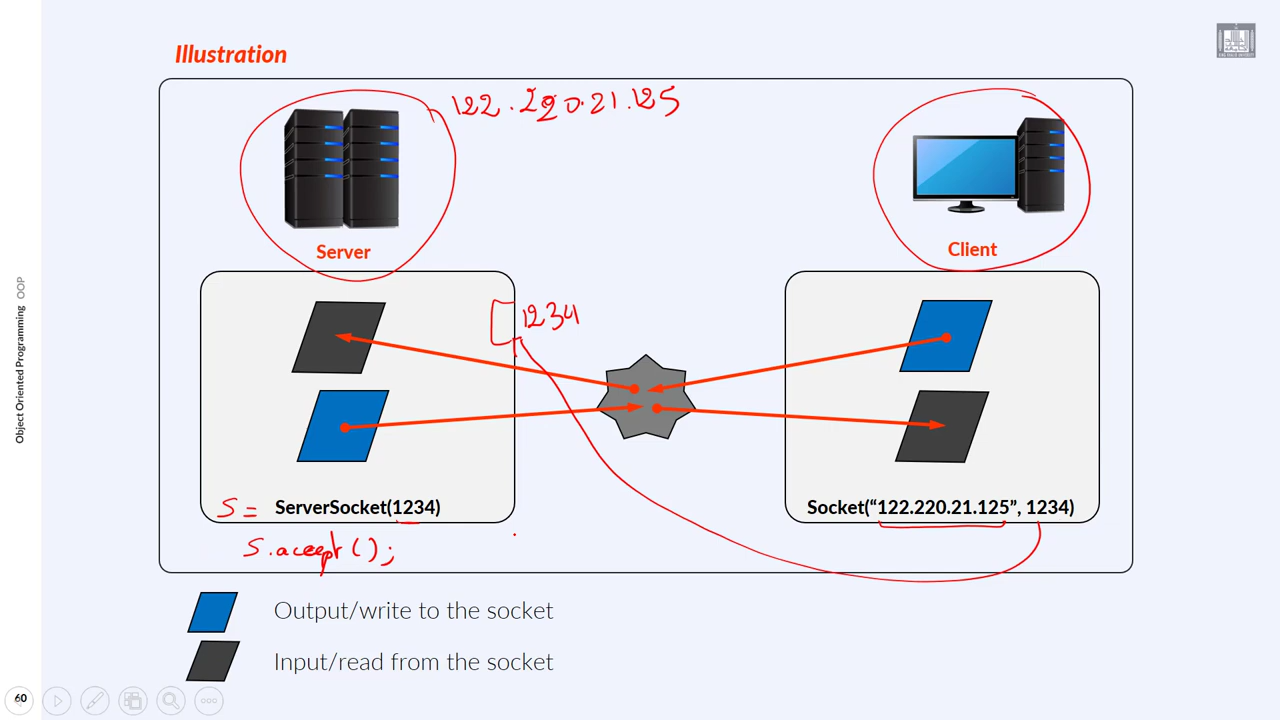 Illustration
122.220.21.125
Server
Client
1234
S = ServerSocket(1234)
S.accept();
Socket(“122.220.21.125”, 1234)
Output/write to the socket
Input/read from the socket
Object Oriented Programming OOP
60